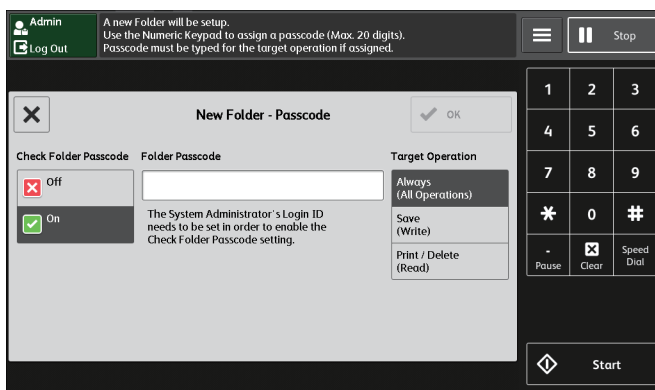 Admin
Log Out
A new Folder will be setup.
Use the Numeric Keypad to assign a passcode (Max. 20 digits).
Passcode must be typed for the target operation if assigned.
Stop
New Folder - Passcode
OK
Check Folder Passcode
Folder Passcode
Target Operation
Off
On
The System Administrator's Login ID
needs to be set in order to enable the
Check Folder Passcode setting.
Always
(All Operations)
Save
(Write)
Print / Delete
(Read)
1 2 3
4 5 6
7 8 9
* 0 #
-
Pause
Clear
Speed
Dial
Start